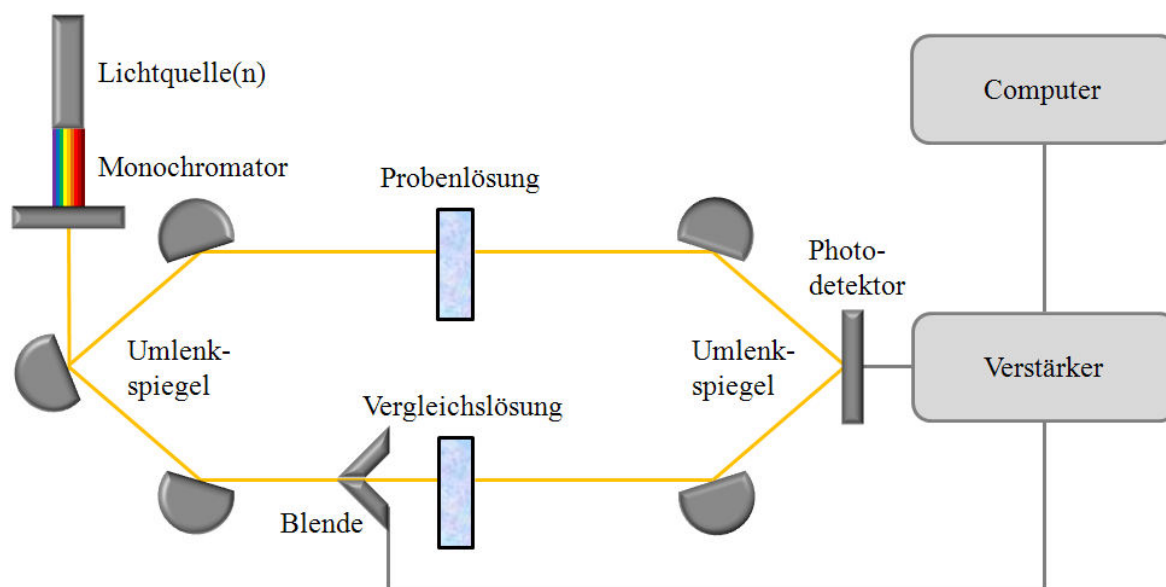 Lichtquelle(n)
Monochromator
Probenlösung
Computer
Photo-
detektor
Umlenk-
spiegel
Umlenk-
spiegel
Verstärker
Vergleichslösung
Blende